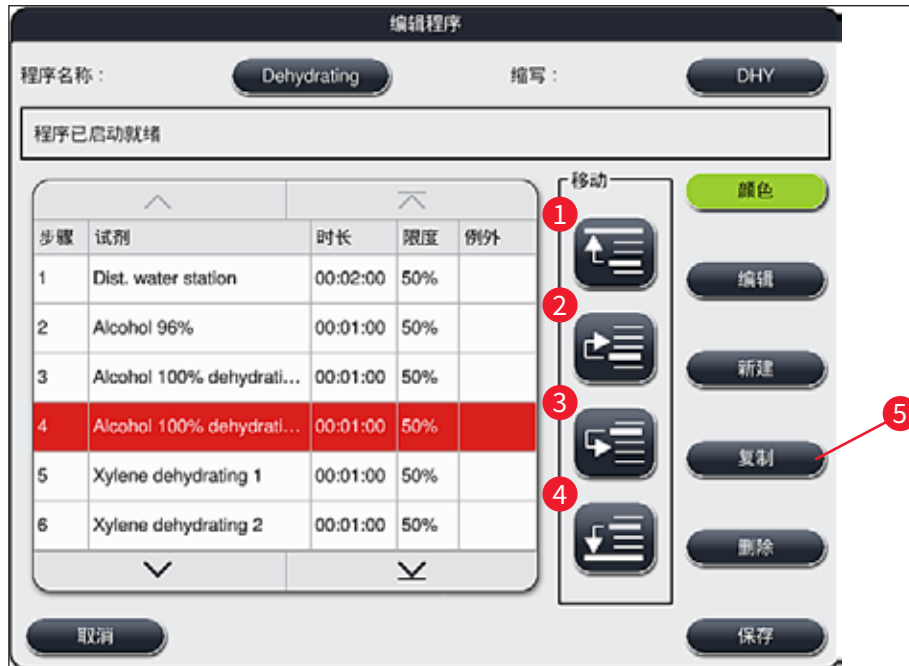 编辑程序
程序名称： Dehydrating 缩写： DHY
程序已启动就绪
移动
颜色
步骤 试剂 时长 限度 例外
1 Dist. water station 00:02:00 50%
2 Alcohol 96% 00:01:00 50%
3 Alcohol 100% dehydrati... 00:01:00 50%
4 Alcohol 100% dehydrati... 00:01:00 50%
5 Xylene dehydrating 1 00:01:00 50%
6 Xylene dehydrating 2 00:01:00 50%
1
2
3
4
编辑
新建
复制
5
删除
取消
保存